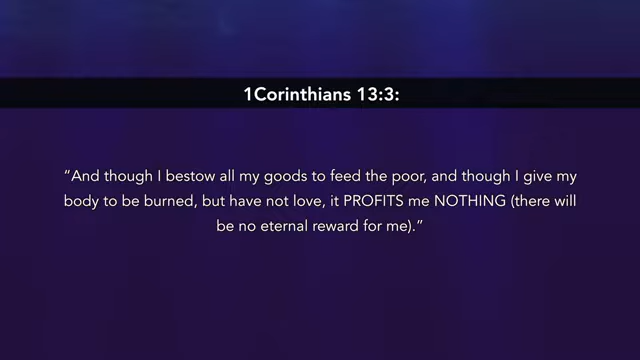 1Corinthians 13:3:
“And though I bestow all my goods to feed the poor, and though I give my
body to be burned, but have not love, it PROFITS me NOTHING (there will
be no eternal reward for me).”